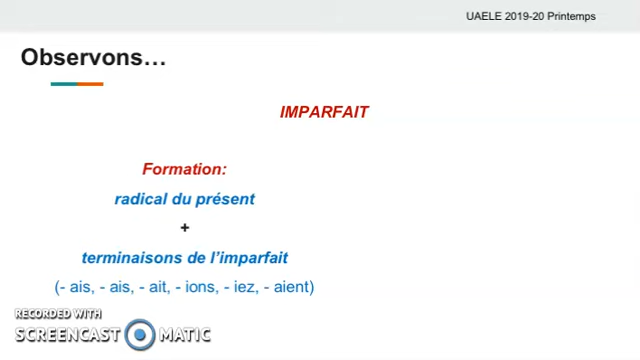 UAELE 2019-20 Printemps
Observons…
IMPARFAIT
Formation:
radical du présent
+
terminaisons de l’imparfait
(- ais, - ais, - ait, - ions, - iez, - aient)
RECORDED WITH
SCREENCAST MATIC